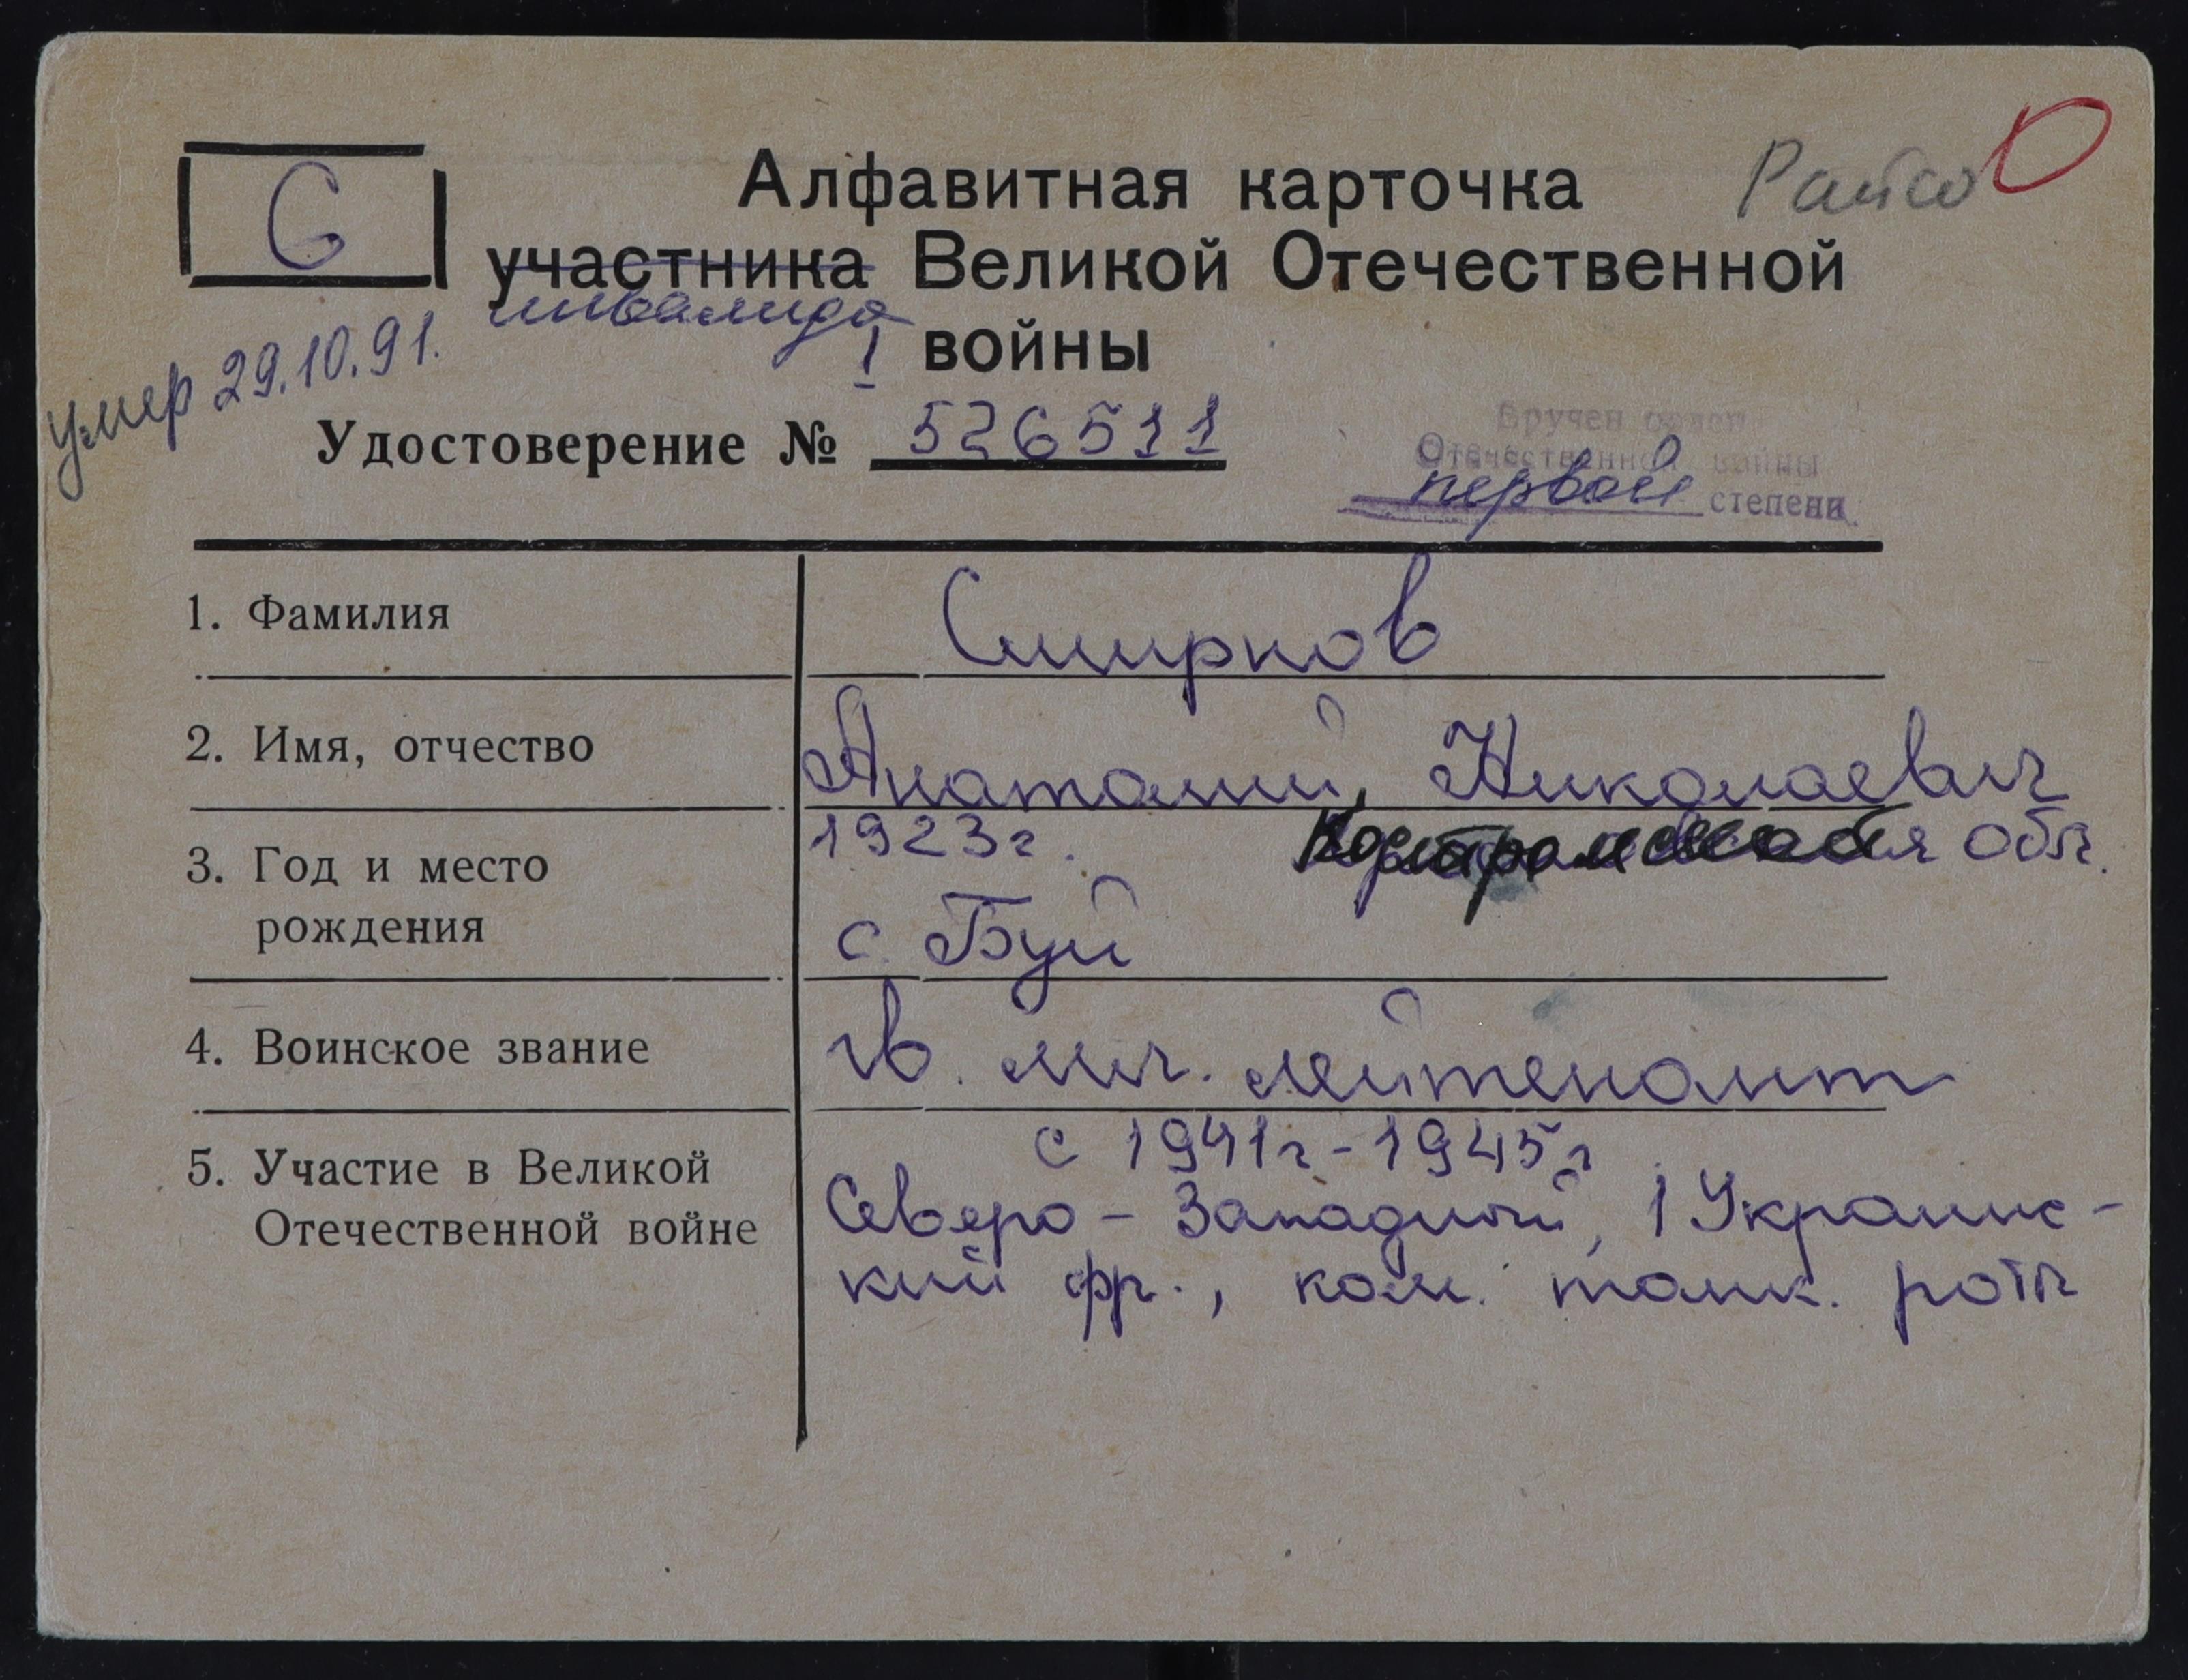 С
Алфавитная карточка
Райсо
участника Великой Отечественной
инвалида
I войны
умер 29.10.91.
Удостоверение № 526511
Вручен орден
Отечественной войны
первой степени
1. Фамилия
Смирнов
2. Имя, отчество
Анатолий Николаевич
3. Год и место
рождения
1923г. Костромская обл.
с. Буй
4. Воинское звание
гв. мл. лейтенант
5. Участие в Великой
Отечественной войне
с 1941г-1945г
Северо-Западный, 1 Украинс-
кий фр., ком. танк. роты